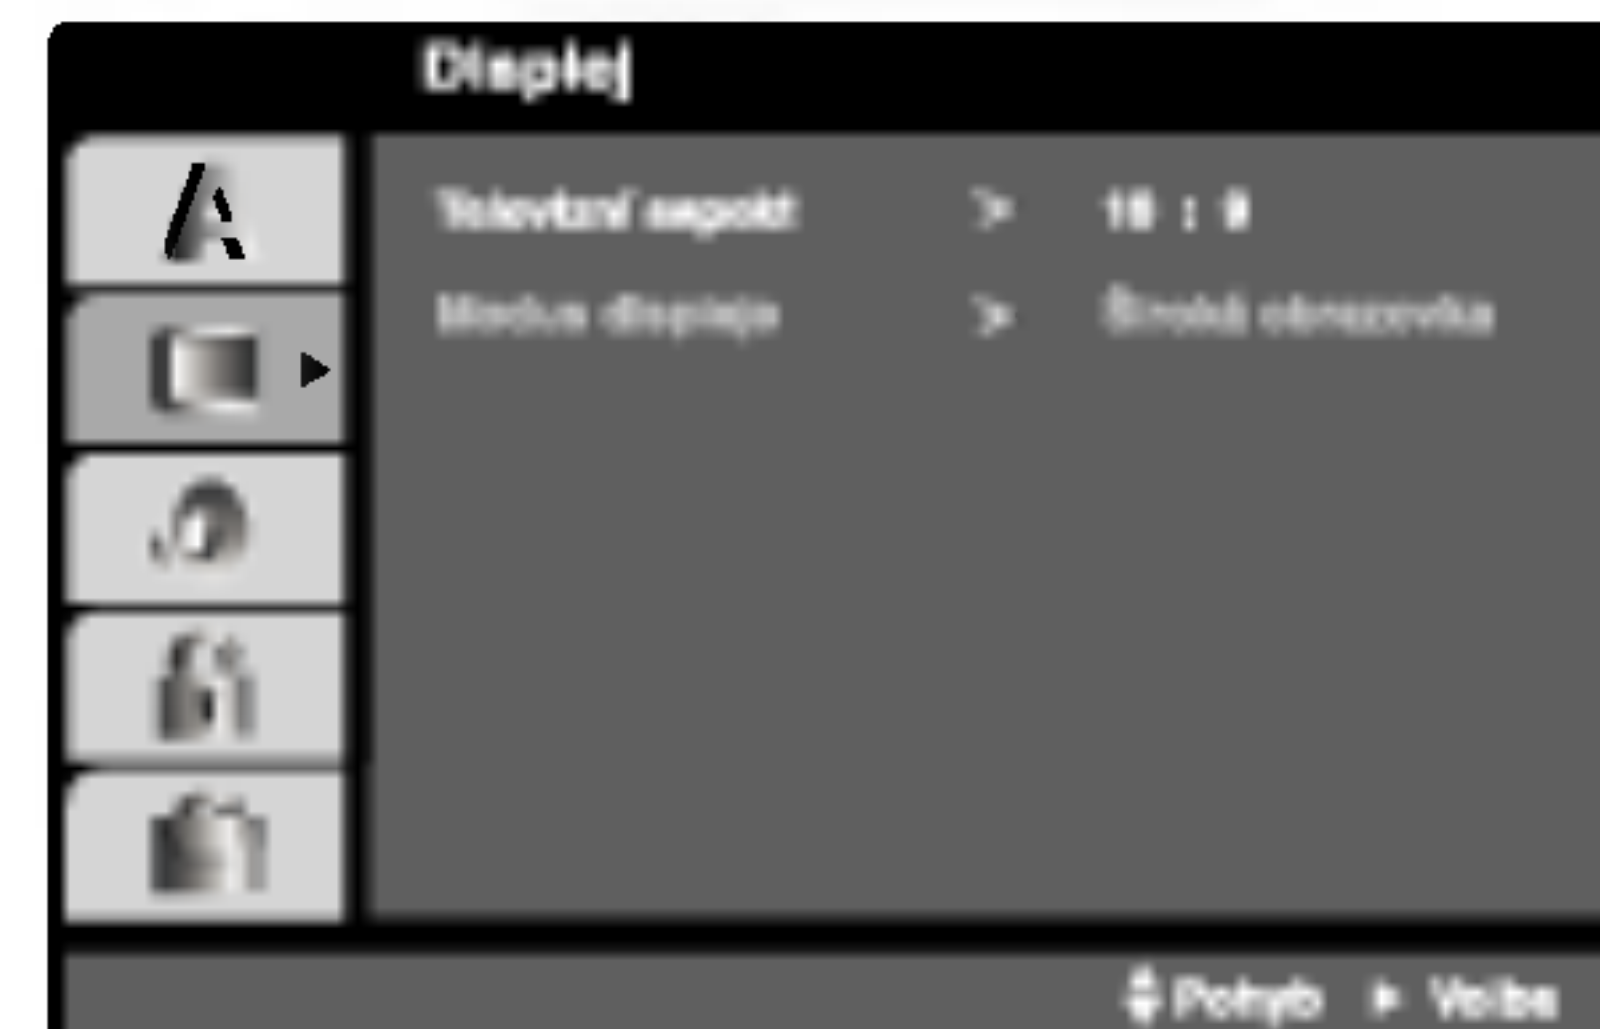 Displej
Televizní aspekt > 16 : 9
Modus displeje > Široká obrazovka
Pohyb Volba